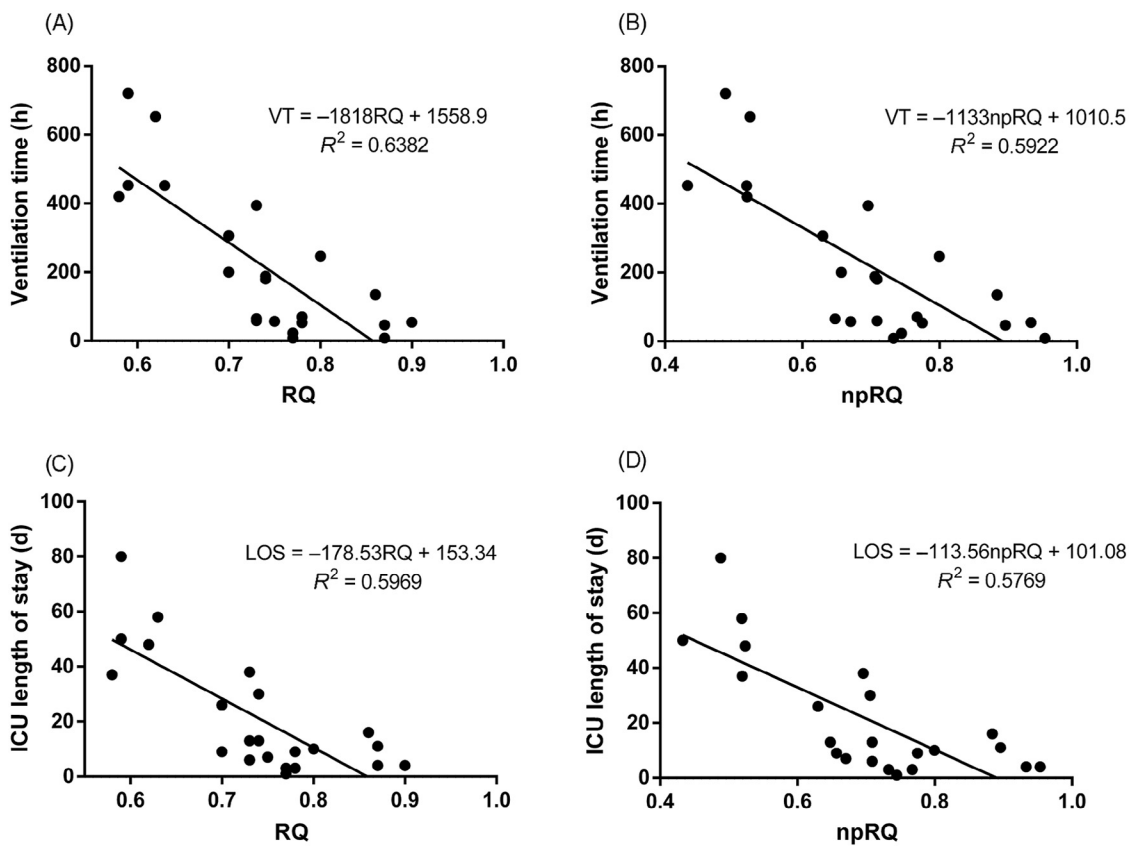 (A)
800
600
400
200
0
Ventilation time (h)
VT = –1818RQ + 1558.9
R² = 0.6382
0.6 0.7 0.8 0.9 1.0
RQ
(B)
800
600
400
200
0
Ventilation time (h)
VT = –1133npRQ + 1010.5
R² = 0.5922
0.4 0.6 0.8 1.0
npRQ
(C)
100
80
60
40
20
0
ICU length of stay (d)
LOS = –178.53RQ + 153.34
R² = 0.5969
0.6 0.7 0.8 0.9 1.0
RQ
(D)
100
80
60
40
20
0
ICU length of stay (d)
LOS = –113.56npRQ + 101.08
R² = 0.5769
0.4 0.6 0.8 1.0
npRQ